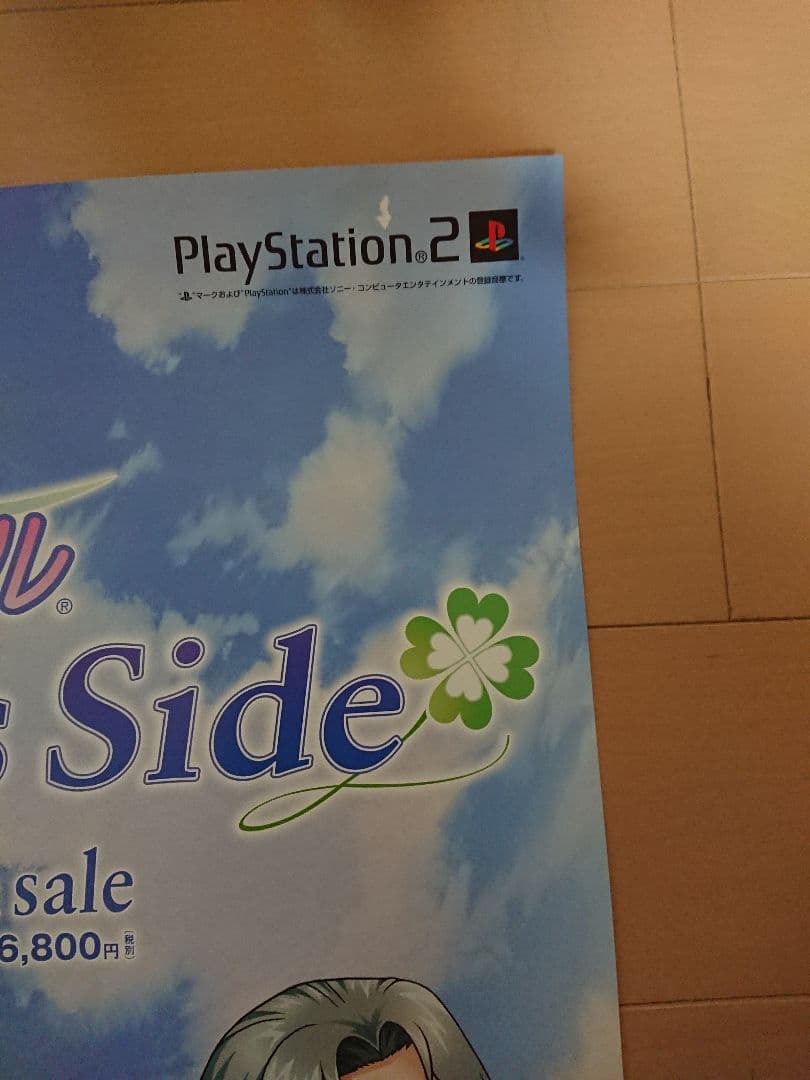 PlayStation®2
"PS"マークおよび"PlayStation"は株式会社ソニー・コンピュータエンタテインメントの登録商標です。
ル®
s Side
sale
6,800円(税別)